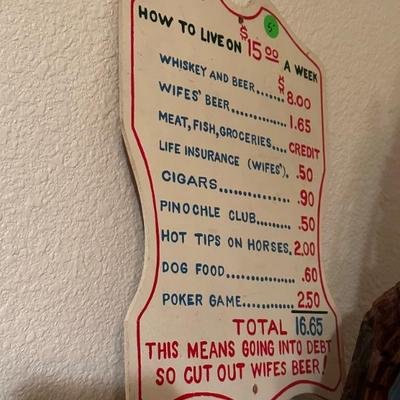 HOW TO LIVE ON $15.00 A WEEK
5-
WHISKEY AND BEER....... $8.00
WIFES' BEER.............. 1.65
MEAT, FISH, GROCERIES.... CREDIT
LIFE INSURANCE (WIFES'). .50
CIGARS............... .90
PINOCHLE CLUB......... .50
HOT TIPS ON HORSES. 2.00
DOG FOOD.............. .60
POKER GAME............ 2.50
TOTAL 16.65
THIS MEANS GOING INTO DEBT
SO CUT OUT WIFES BEER!